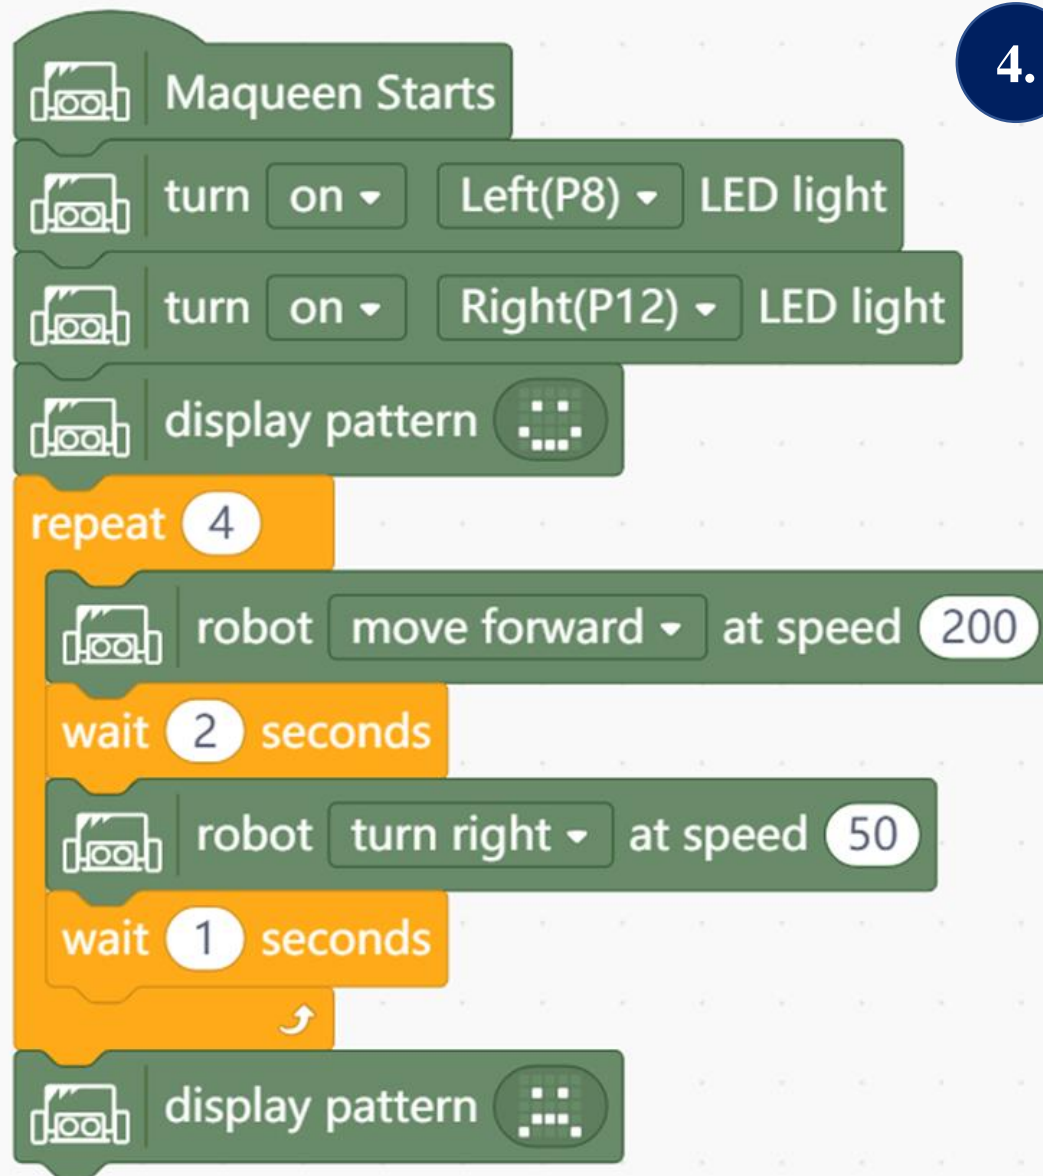 4.
Maqueen Starts
turn on Left(P8) LED light
turn on Right(P12) LED light
display pattern
repeat 4
robot move forward at speed 200
wait 2 seconds
robot turn right at speed 50
wait 1 seconds
display pattern